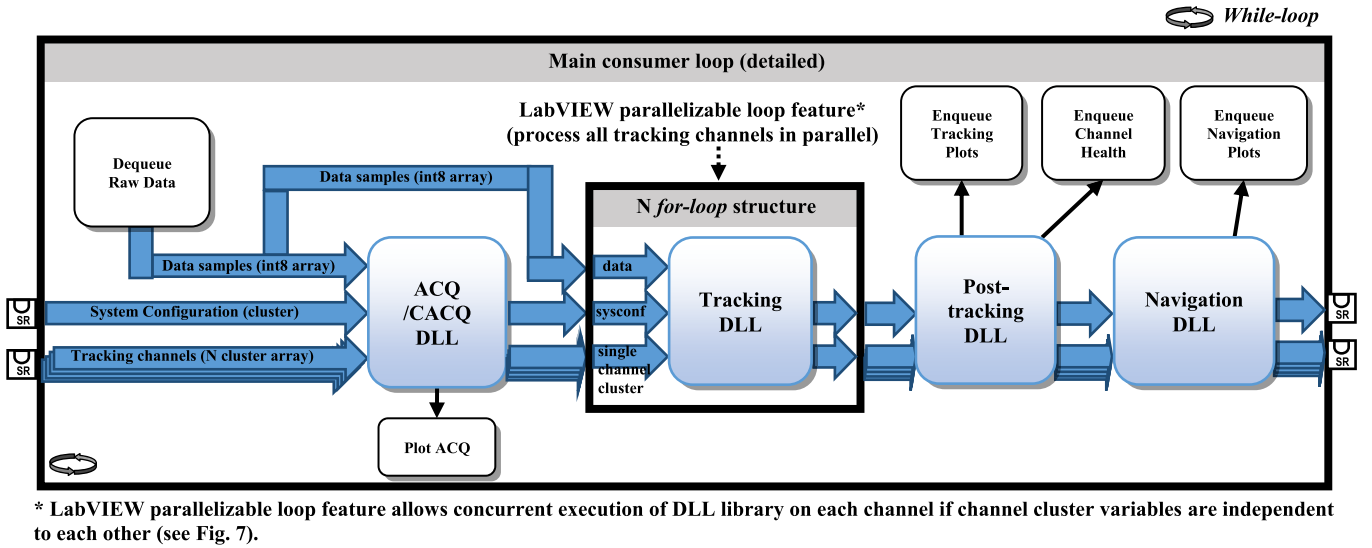 While-loop
Main consumer loop (detailed)
LabVIEW parallelizable loop feature*
(process all tracking channels in parallel)
Enqueue
Tracking
Plots
Enqueue
Channel
Health
Enqueue
Navigation
Plots
Dequeue
Raw Data
Data samples (int8 array)
N for-loop structure
Data samples (int8 array)
data
System Configuration (cluster)
sysconf
Tracking channels (N cluster array)
single
channel
cluster
ACQ
/CACQ
DLL
Tracking
DLL
Post-
tracking
DLL
Navigation
DLL
SR
SR
SR
SR
Plot ACQ
* LabVIEW parallelizable loop feature allows concurrent execution of DLL library on each channel if channel cluster variables are independent
to each other (see Fig. 7).